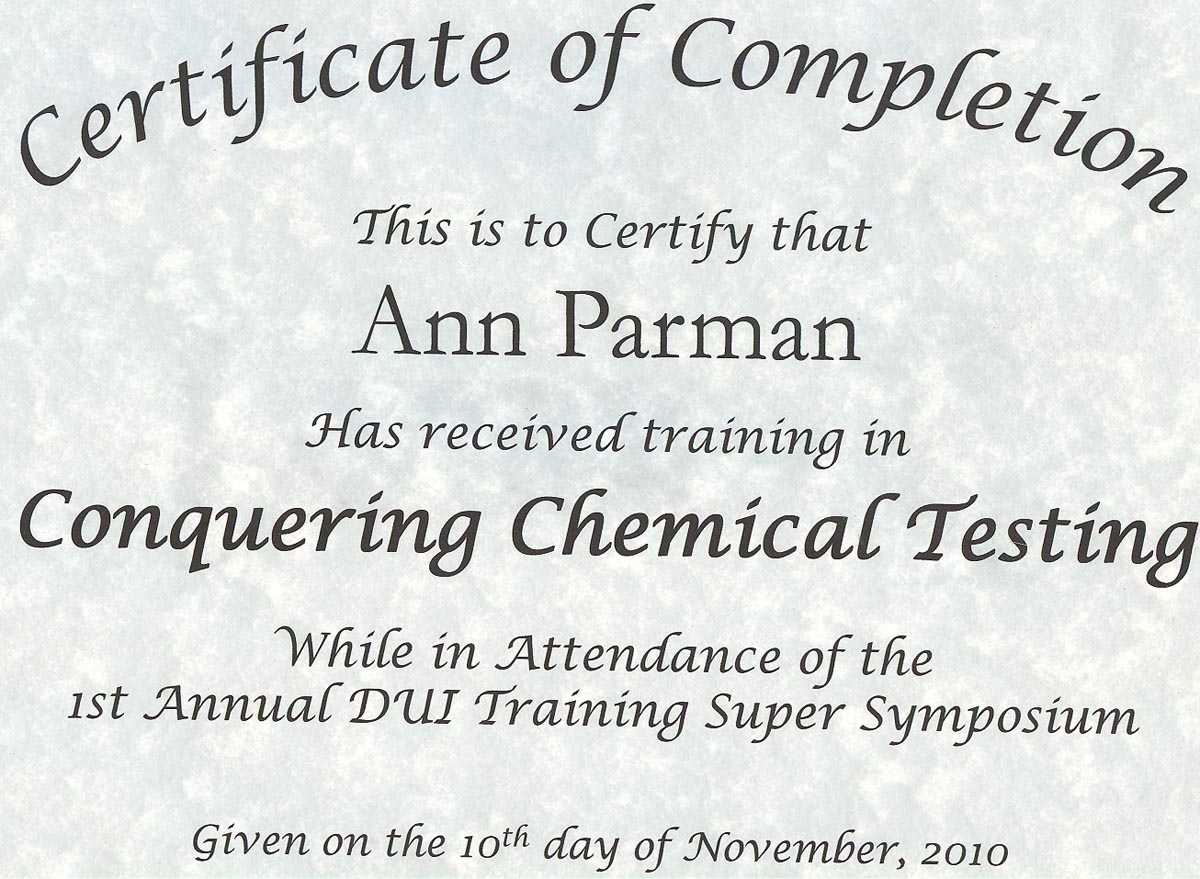 Certificate of Completion
This is to Certify that
Ann Parman
Has received training in
Conquering Chemical Testing
While in Attendance of the
1st Annual DUI Training Super Symposium
Given on the 10th day of November, 2010